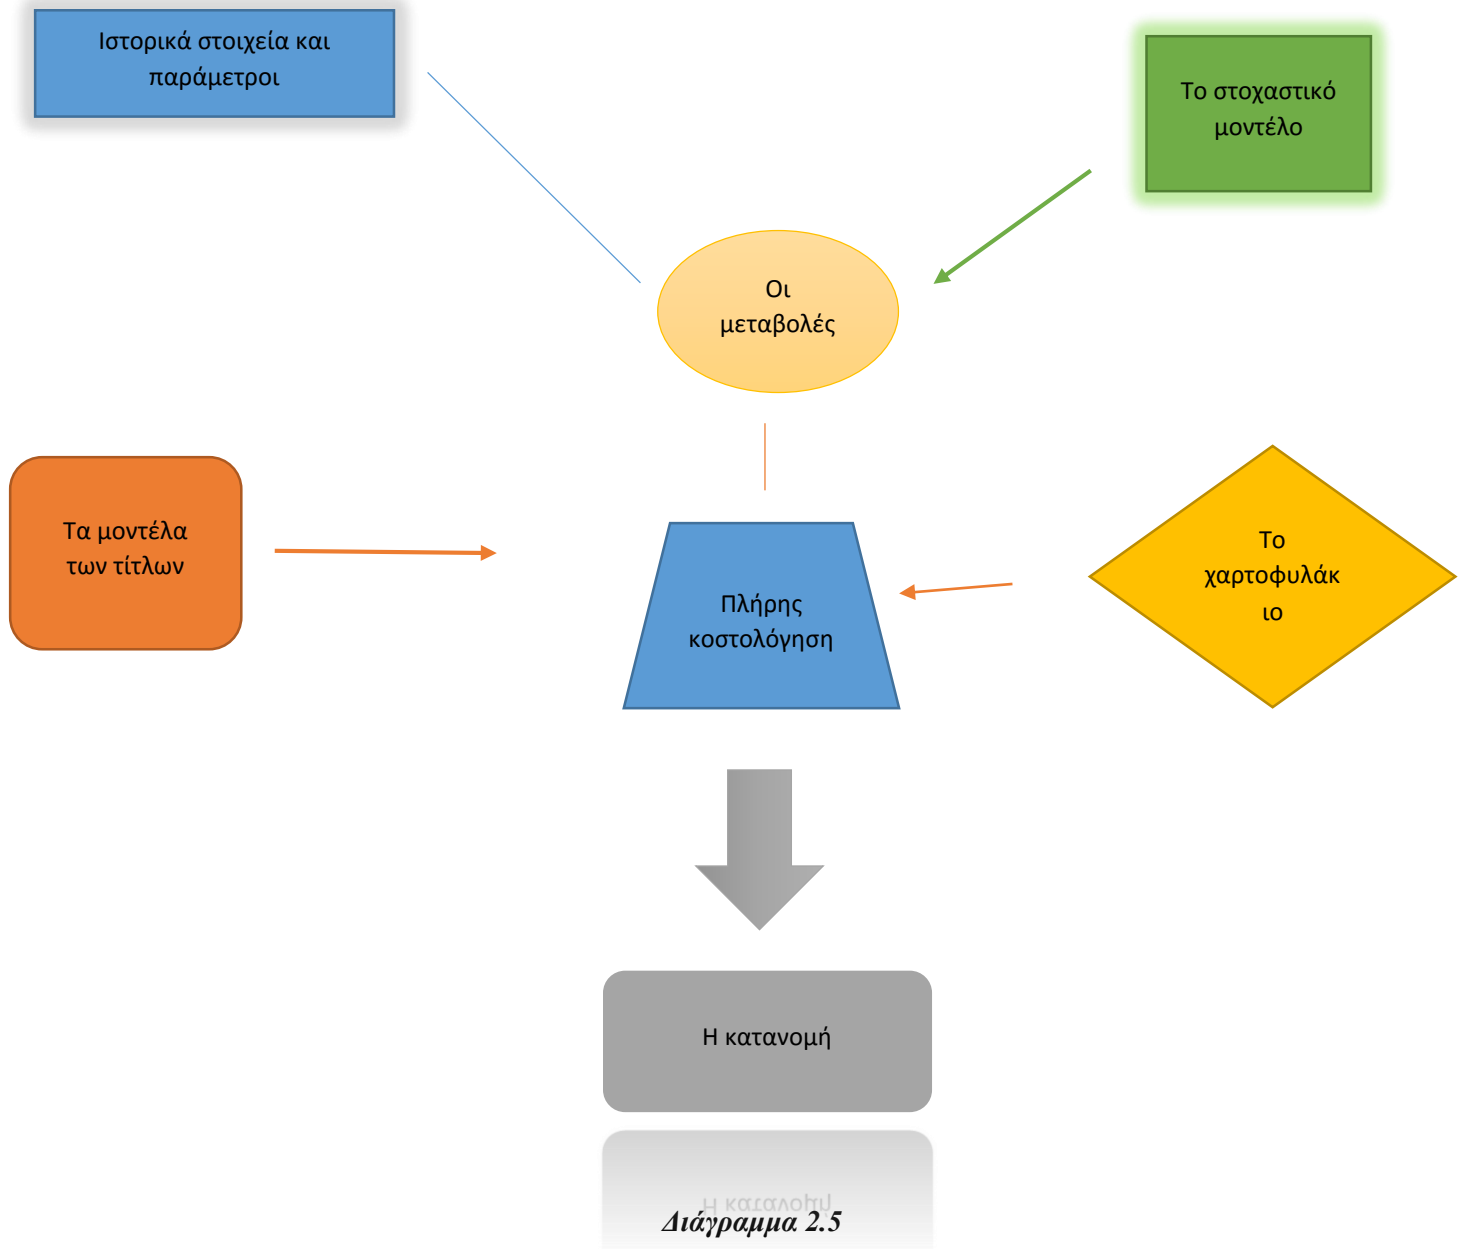 Ιστορικά στοιχεία και
παράμετροι
Το στοχαστικό
μοντέλο
Οι
μεταβολές
Τα μοντέλα
των τίτλων
Το
χαρτοφυλάκ
ιο
Πλήρης
κοστολόγηση
Η κατανομή
Διάγραμμα 2.5